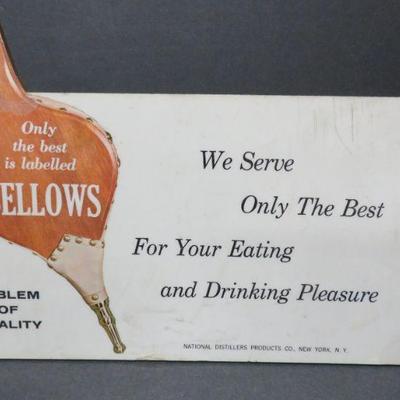 Only
the best
is labelled
ELLOWS
BLEM
OF
ALITY
We Serve
Only The Best
For Your Eating
and Drinking Pleasure
NATIONAL DISTILLERS PRODUCTS CO., NEW YORK, N. Y.